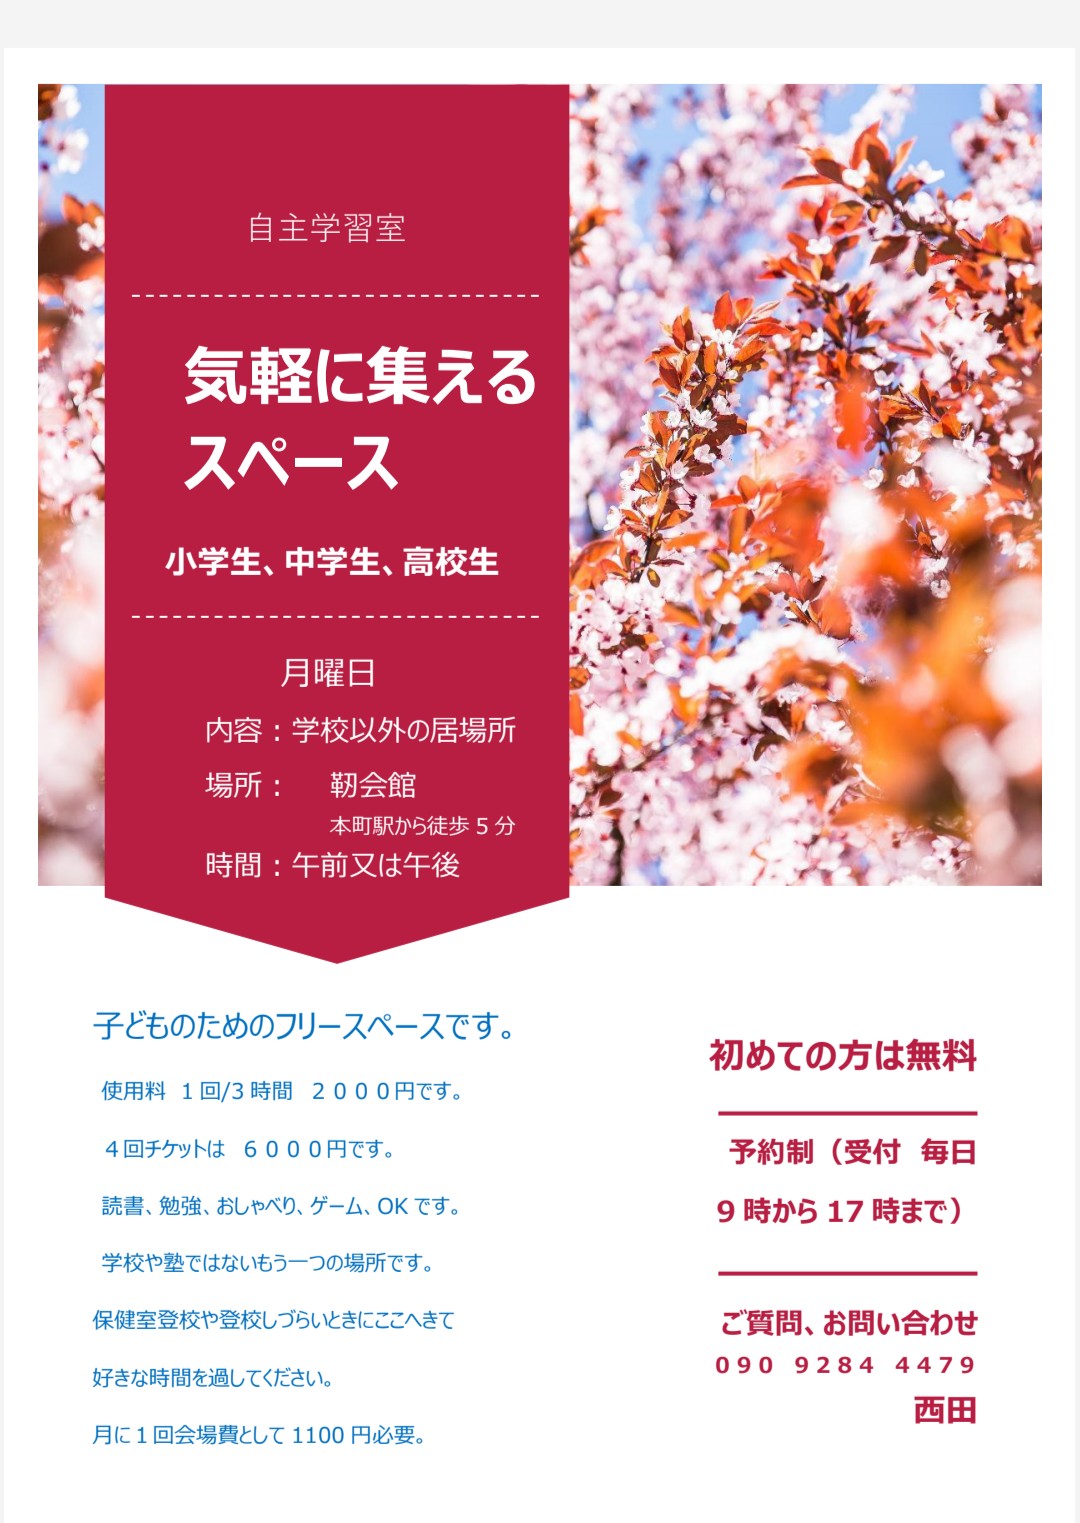 自主学習室
気軽に集える
スペース
小学生、中学生、高校生
月曜日
内容：学校以外の居場所
場所： 靭会館
本町駅から徒歩５分
時間：午前又は午後
子どものためのフリースペースです。
使用料 １回/3時間 ２０００円です。
４回チケットは ６０００円です。
読書、勉強、おしゃべり、ゲーム、OKです。
学校や塾ではないもう一つの場所です。
保健室登校や登校しづらいときにここへきて
好きな時間を過してください。
月に１回会場費として1100円必要。
初めての方は無料
予約制（受付 毎日
9時から17時まで）
ご質問、お問い合わせ
０９０ ９２８４ ４４７９
西田